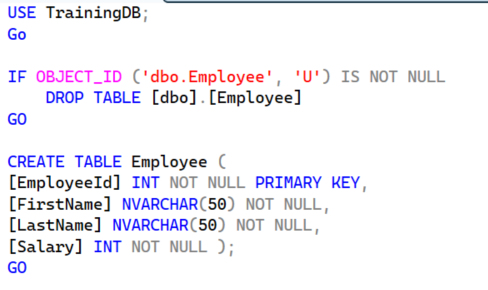 USE TrainingDB;
Go
IF OBJECT_ID ('dbo.Employee', 'U') IS NOT NULL
DROP TABLE [dbo].[Employee]
GO
CREATE TABLE Employee (
[EmployeeId] INT NOT NULL PRIMARY KEY,
[FirstName] NVARCHAR(50) NOT NULL,
[LastName] NVARCHAR(50) NOT NULL,
[Salary] INT NOT NULL );
GO